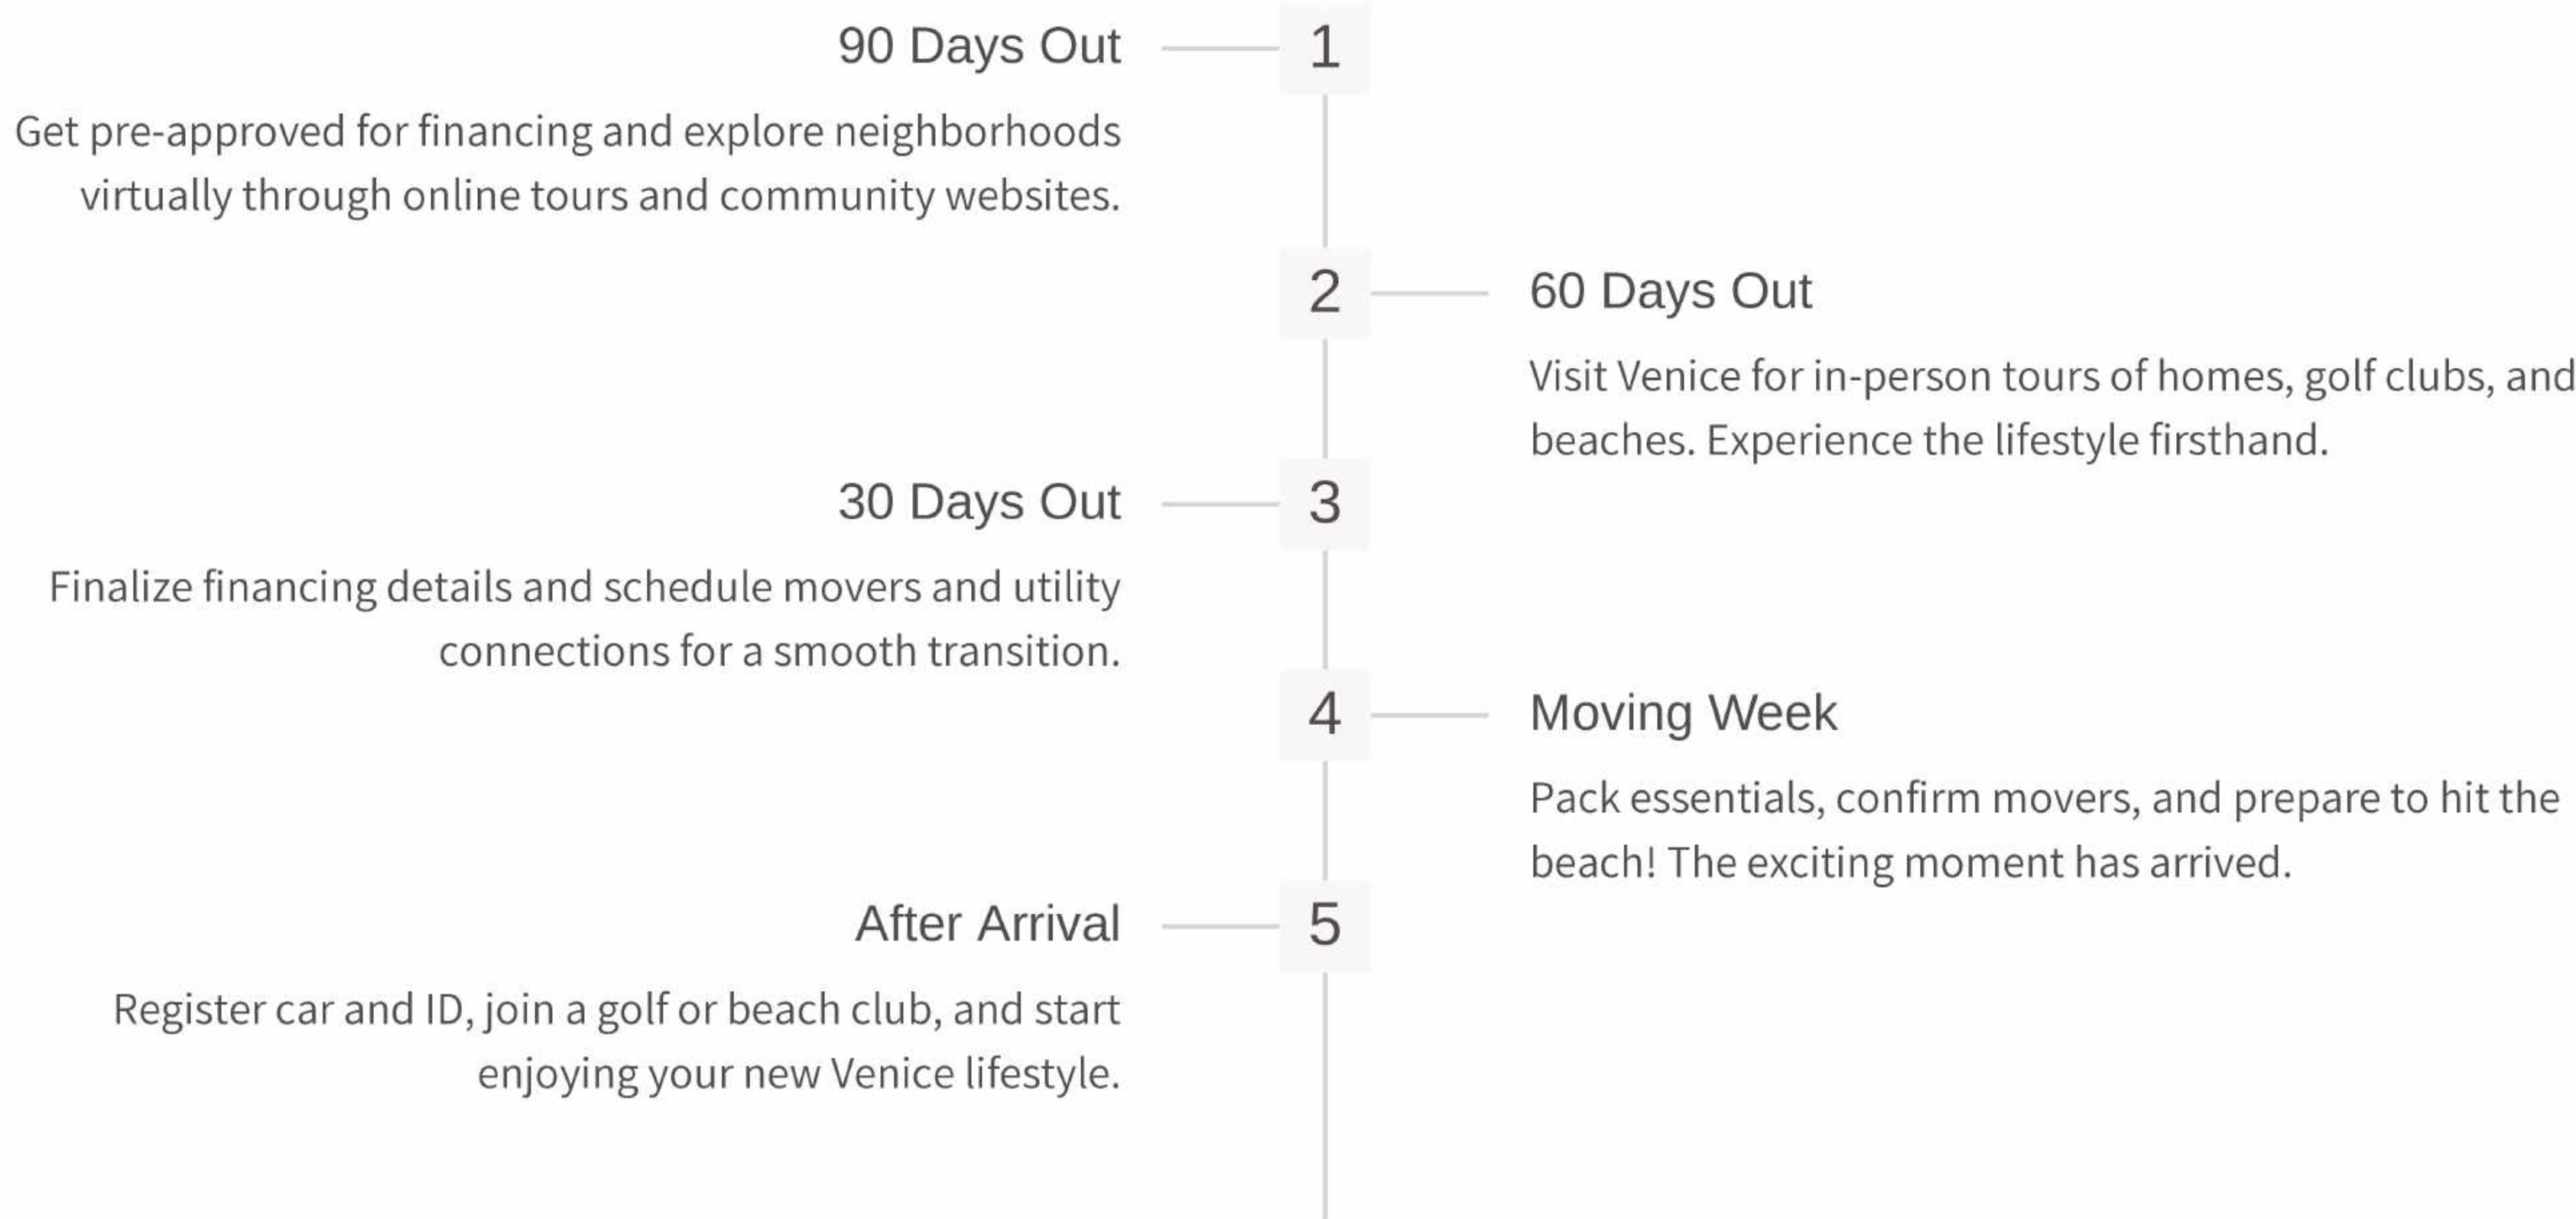 90 Days Out
1
Get pre-approved for financing and explore neighborhoods
virtually through online tours and community websites.
2
60 Days Out
Visit Venice for in-person tours of homes, golf clubs, and
beaches. Experience the lifestyle firsthand.
30 Days Out
3
Finalize financing details and schedule movers and utility
connections for a smooth transition.
4
Moving Week
Pack essentials, confirm movers, and prepare to hit the
beach! The exciting moment has arrived.
After Arrival
5
Register car and ID, join a golf or beach club, and start
enjoying your new Venice lifestyle.